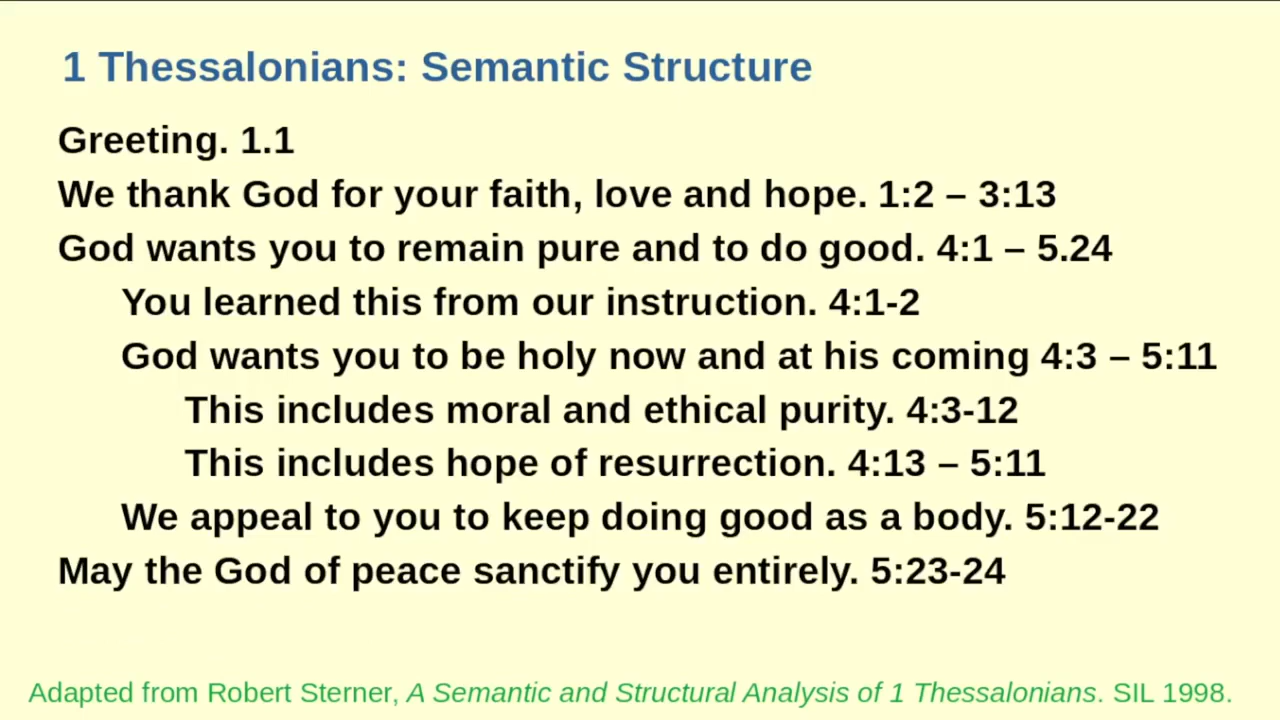 1 Thessalonians: Semantic Structure
Greeting. 1.1
We thank God for your faith, love and hope. 1:2 – 3:13
God wants you to remain pure and to do good. 4:1 – 5.24
You learned this from our instruction. 4:1-2
God wants you to be holy now and at his coming 4:3 – 5:11
This includes moral and ethical purity. 4:3-12
This includes hope of resurrection. 4:13 – 5:11
We appeal to you to keep doing good as a body. 5:12-22
May the God of peace sanctify you entirely. 5:23-24
Adapted from Robert Sterner, A Semantic and Structural Analysis of 1 Thessalonians. SIL 1998.